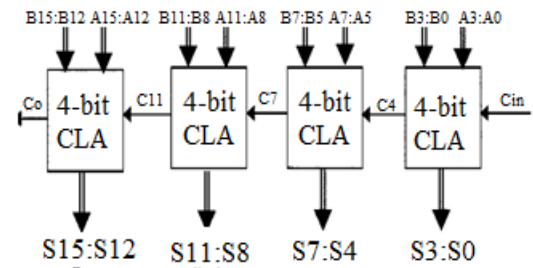 B15:B12 A15:A12 B11:B8 A11:A8 B7:B5 A7:A5 B3:B0 A3:A0
Co 4-bit CLA C11 4-bit CLA C7 4-bit CLA C4 4-bit CLA Cin
S15:S12 S11:S8 S7:S4 S3:S0